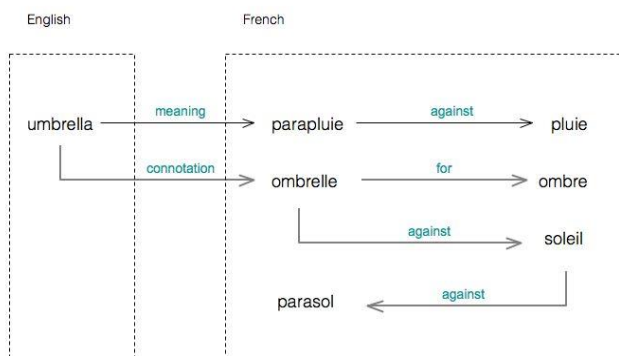 English French
umbrella meaning parapluie against pluie
connotation ombrelle for ombre
against soleil
parasol against